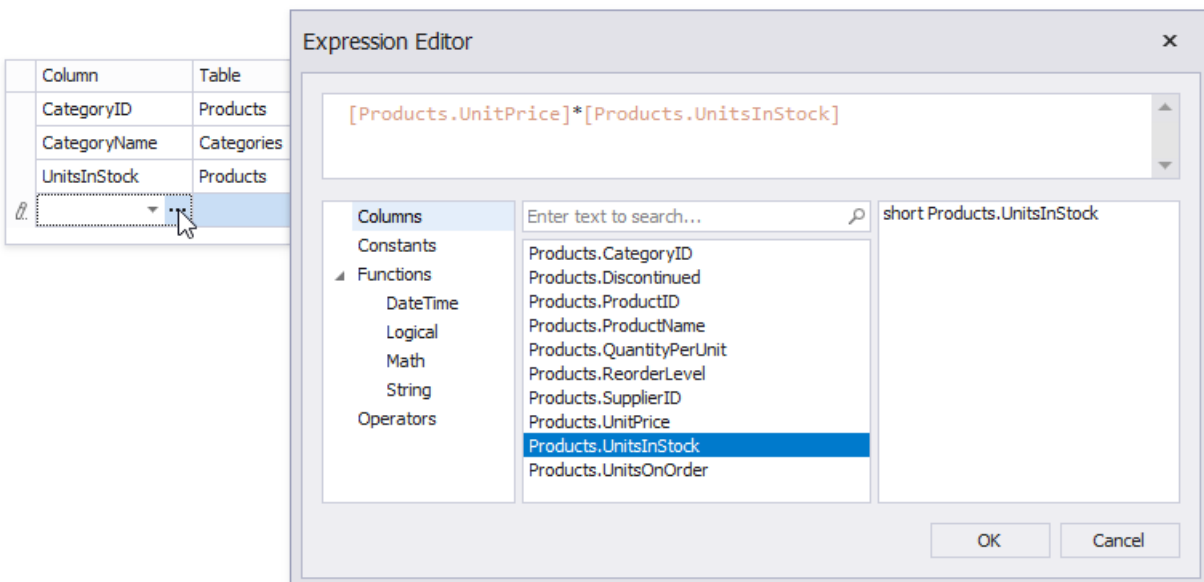 Expression Editor
Column Table
CategoryID Products
CategoryName Categories
UnitsInStock Products
[Products.UnitPrice]*[Products.UnitsInStock]
Columns
Constants
Functions
DateTime
Logical
Math
String
Operators
Enter text to search...
Products.CategoryID
Products.Discontinued
Products.ProductID
Products.ProductName
Products.QuantityPerUnit
Products.ReorderLevel
Products.SupplierID
Products.UnitPrice
Products.UnitsInStock
Products.UnitsOnOrder
short Products.UnitsInStock
OK Cancel